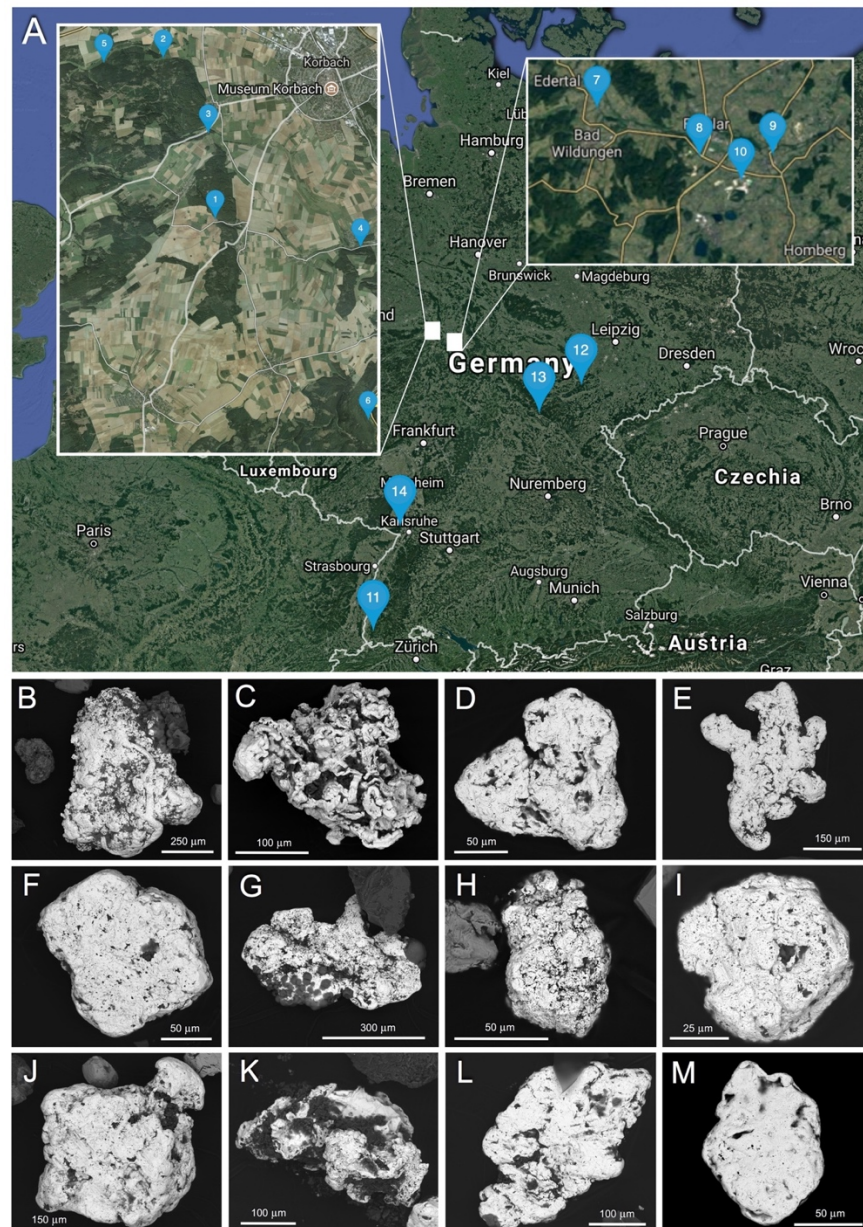 A
5
2
Korbach
Museum Korbach
3
1
4
6
Kiel
Hamburg
Bremen
Hanover
Brunswick
Magdeburg
Edertal
7
8
9
Bad
Wildungen
10
Homberg
Leipzig
Germany
12
Dresden
13
Frankfurt
Prague
Luxembourg
Czechia
14
Nuremberg
Karlsruhe
Brno
Paris
Stuttgart
Strasbourg
Augsburg
Munich
Vienna
11
Salzburg
Austria
Zürich
Graz
B
C
D
E
250 µm
100 µm
50 µm
150 µm
F
G
H
I
50 µm
300 µm
50 µm
25 µm
J
K
L
M
150 µm
100 µm
100 µm
50 µm